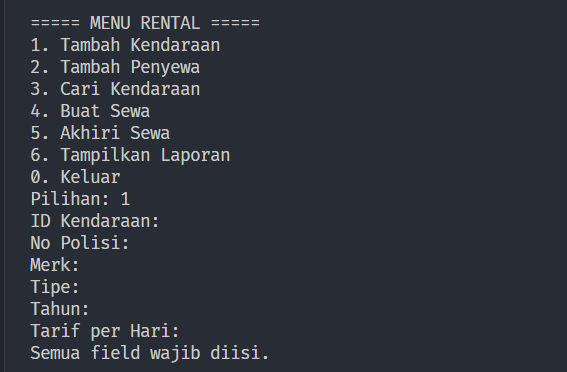 ===== MENU RENTAL =====
1. Tambah Kendaraan
2. Tambah Penyewa
3. Cari Kendaraan
4. Buat Sewa
5. Akhiri Sewa
6. Tampilkan Laporan
0. Keluar
Pilihan: 1
ID Kendaraan:
No Polisi:
Merk:
Tipe:
Tahun:
Tarif per Hari:
Semua field wajib diisi.